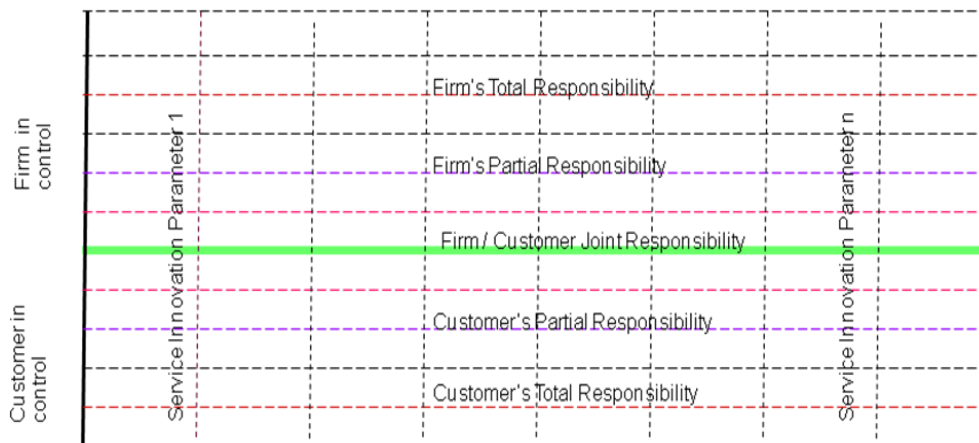 Firm in
control
Customer in
control
Service Innovation Parameter 1
Firm's Total Responsibility
Firm's Partial Responsibility
Firm / Customer Joint Responsibility
Customer's Partial Responsibility
Customer's Total Responsibility
Service Innovation Parameter n